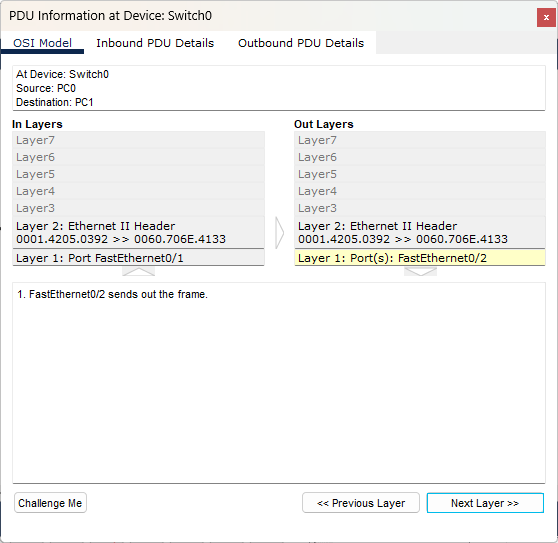 PDU Information at Device: Switch0
x
OSI Model
Inbound PDU Details
Outbound PDU Details
At Device: Switch0
Source: PC0
Destination: PC1
In Layers
Layer7
Layer6
Layer5
Layer4
Layer3
Layer 2: Ethernet II Header
0001.4205.0392 >> 0060.706E.4133
Layer 1: Port FastEthernet0/1
Out Layers
Layer7
Layer6
Layer5
Layer4
Layer3
Layer 2: Ethernet II Header
0001.4205.0392 >> 0060.706E.4133
Layer 1: Port(s): FastEthernet0/2
1. FastEthernet0/2 sends out the frame.
Challenge Me
<< Previous Layer
Next Layer >>